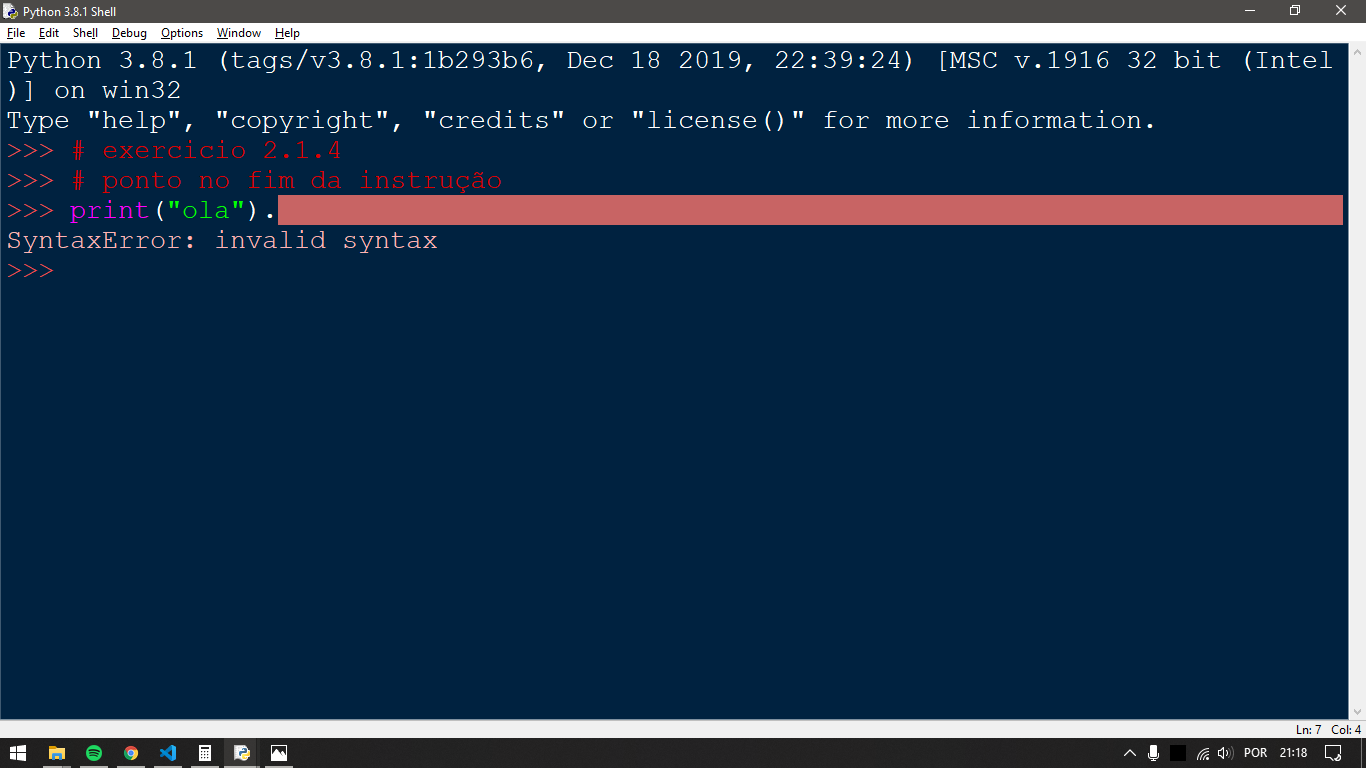 Python 3.8.1 Shell
File Edit Shell Debug Options Window Help
Python 3.8.1 (tags/v3.8.1:1b293b6, Dec 18 2019, 22:39:24) [MSC v.1916 32 bit (Intel
)] on win32
Type "help", "copyright", "credits" or "license()" for more information.
>>> # exercicio 2.1.4
>>> # ponto no fim da instrução
>>> print("ola").
SyntaxError: invalid syntax
>>>
Ln: 7 Col: 4
POR 21:18